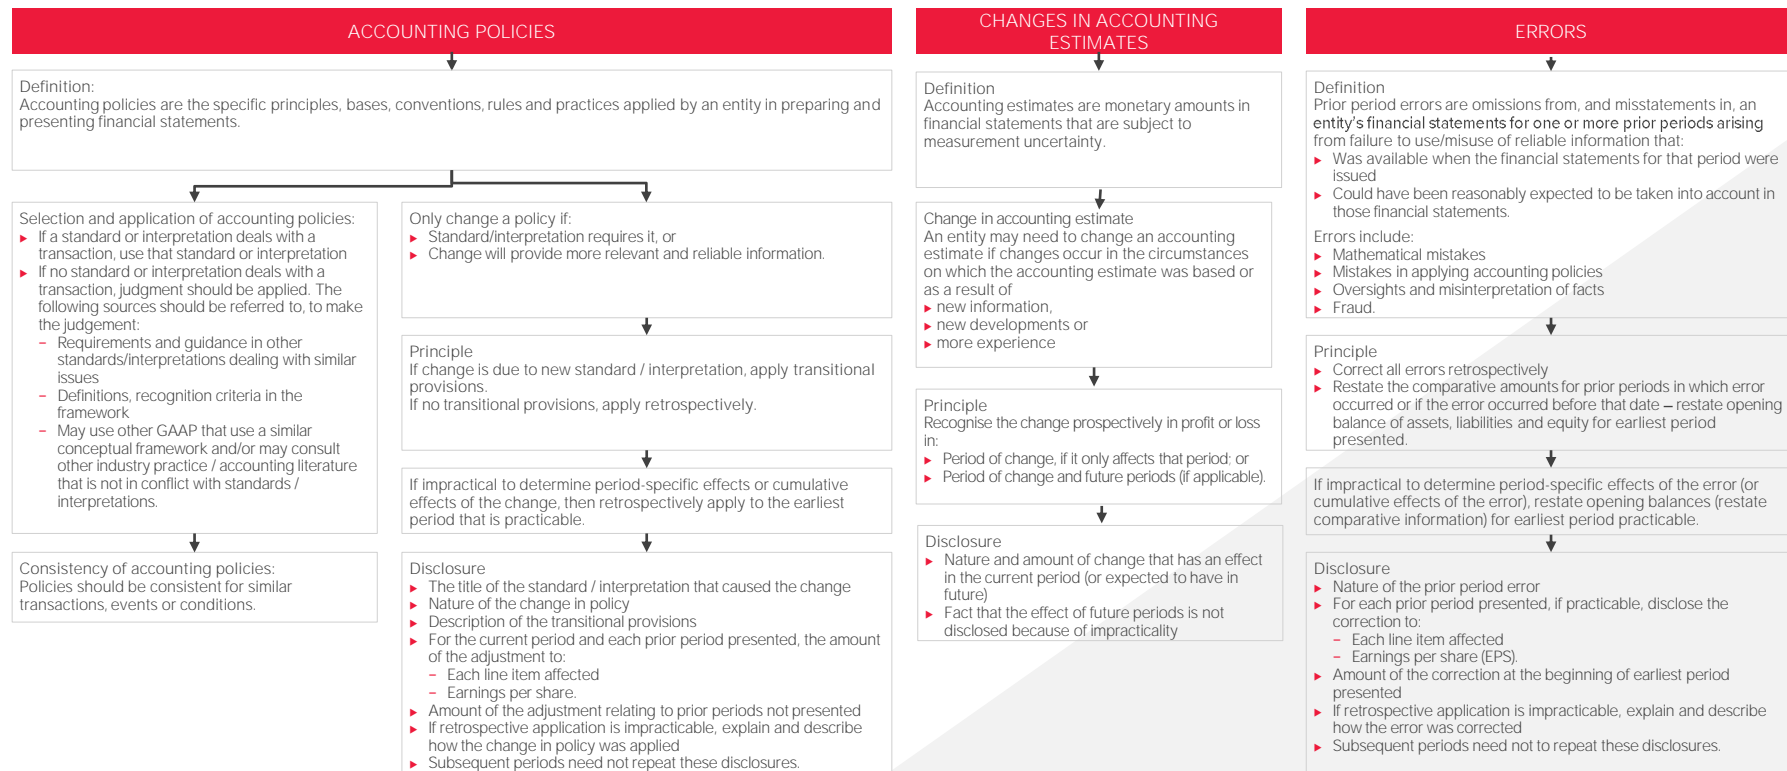 ACCOUNTING POLICIES
Definition:
Accounting policies are the specific principles, bases, conventions, rules and practices applied by an entity in preparing and
presenting financial statements.
Selection and application of accounting policies:
► If a standard or interpretation deals with a
transaction, use that standard or interpretation
► If no standard or interpretation deals with a
transaction, judgment should be applied. The
following sources should be referred to, to make
the judgement:
− Requirements and guidance in other
standards/interpretations dealing with similar
issues
− Definitions, recognition criteria in the
framework
− May use other GAAP that use a similar
conceptual framework and/or may consult
other industry practice / accounting literature
that is not in conflict with standards /
interpretations.
Consistency of accounting policies:
Policies should be consistent for similar
transactions, events or conditions.
Only change a policy if:
► Standard/interpretation requires it, or
► Change will provide more relevant and reliable information.
Principle
If change is due to new standard / interpretation, apply transitional
provisions.
If no transitional provisions, apply retrospectively.
If impractical to determine period-specific effects or cumulative
effects of the change, then retrospectively apply to the earliest
period that is practicable.
Disclosure
► The title of the standard / interpretation that caused the change
► Nature of the change in policy
► Description of the transitional provisions
► For the current period and each prior period presented, the amount
of the adjustment to:
− Each line item affected
− Earnings per share.
► Amount of the adjustment relating to prior periods not presented
► If retrospective application is impracticable, explain and describe
how the change in policy was applied
► Subsequent periods need not repeat these disclosures.
CHANGES IN ACCOUNTING
ESTIMATES
Definition
Accounting estimates are monetary amounts in
financial statements that are subject to
measurement uncertainty.
Change in accounting estimate
An entity may need to change an accounting
estimate if changes occur in the circumstances
on which the accounting estimate was based or
as a result of
► new information,
► new developments or
► more experience
Principle
Recognise the change prospectively in profit or loss
in:
► Period of change, if it only affects that period; or
► Period of change and future periods (if applicable).
Disclosure
► Nature and amount of change that has an effect
in the current period (or expected to have in
future)
► Fact that the effect of future periods is not
disclosed because of impracticality
ERRORS
Definition
Prior period errors are omissions from, and misstatements in, an
entity's financial statements for one or more prior periods arising
from failure to use/misuse of reliable information that:
► Was available when the financial statements for that period were
issued
► Could have been reasonably expected to be taken into account in
those financial statements.
Errors include:
► Mathematical mistakes
► Mistakes in applying accounting policies
► Oversights and misinterpretation of facts
► Fraud.
Principle
► Correct all errors retrospectively
► Restate the comparative amounts for prior periods in which error
occurred or if the error occurred before that date – restate opening
balance of assets, liabilities and equity for earliest period
presented.
If impractical to determine period-specific effects of the error (or
cumulative effects of the error), restate opening balances (restate
comparative information) for earliest period practicable.
Disclosure
► Nature of the prior period error
► For each prior period presented, if practicable, disclose the
correction to:
− Each line item affected
− Earnings per share (EPS).
► Amount of the correction at the beginning of earliest period
presented
► If retrospective application is impracticable, explain and describe
how the error was corrected
► Subsequent periods need not to repeat these disclosures.